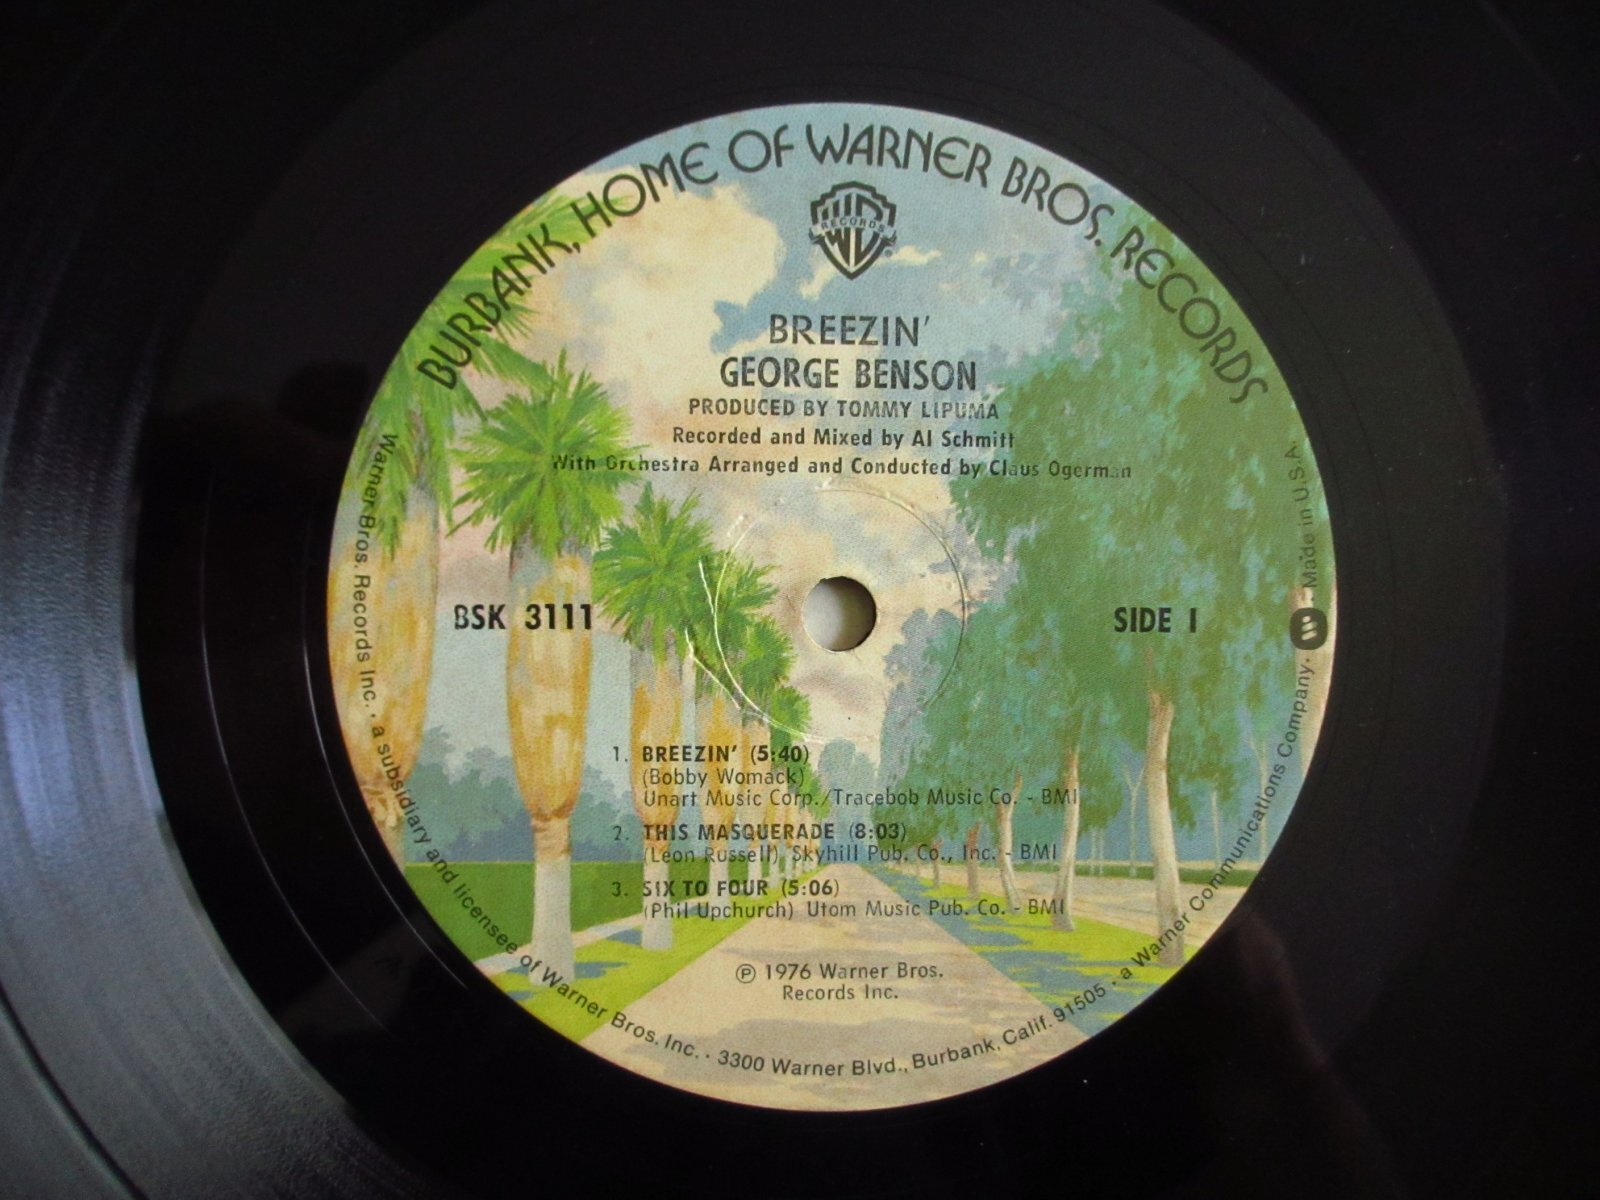 BURBANK, HOME OF WARNER BROS. RECORDS
RECORDS
BREEZIN'
GEORGE BENSON
PRODUCED BY TOMMY LIPUMA
Recorded and Mixed by Al Schmitt
With Orchestra Arranged and Conducted by Claus Ogerman
BSK 3111
SIDE 1
1. BREEZIN' (5:40)
(Bobby Womack)
Unart Music Corp./Tracebob Music Co. - BMI
2. THIS MASQUERADE (8:03)
(Leon Russell) Skyhill Pub. Co., Inc. - BMI
3. SIX TO FOUR (5:06)
(Phil Upchurch) Utom Music Pub. Co. - BMI
℗ 1976 Warner Bros.
Records Inc.
Warner Bros. Records Inc. · a subsidiary and licensee of Warner Bros. Inc. · 3300 Warner Blvd., Burbank, Calif. 91505 · a Warner Communications Company · Made in U.S.A.